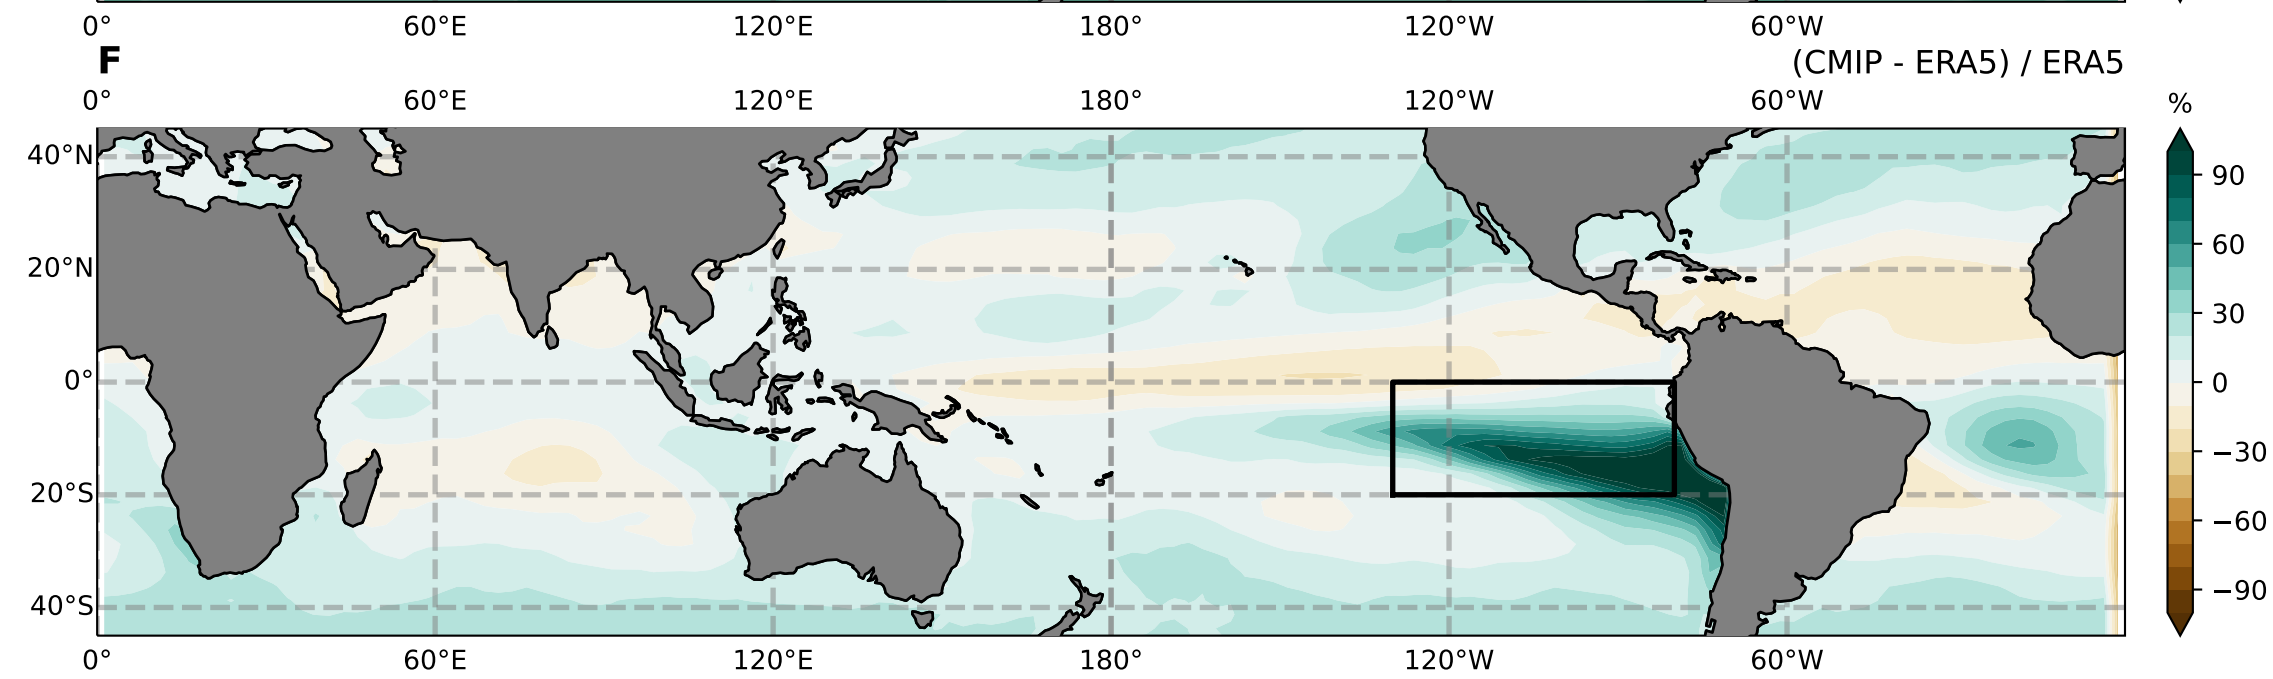 0° 60°E 120°E 180° 120°W 60°W
F (CMIP - ERA5) / ERA5
0° 60°E 120°E 180° 120°W 60°W
%
40°N
20°N
0°
20°S
40°S
90
60
30
0
−30
−60
−90
0° 60°E 120°E 180° 120°W 60°W